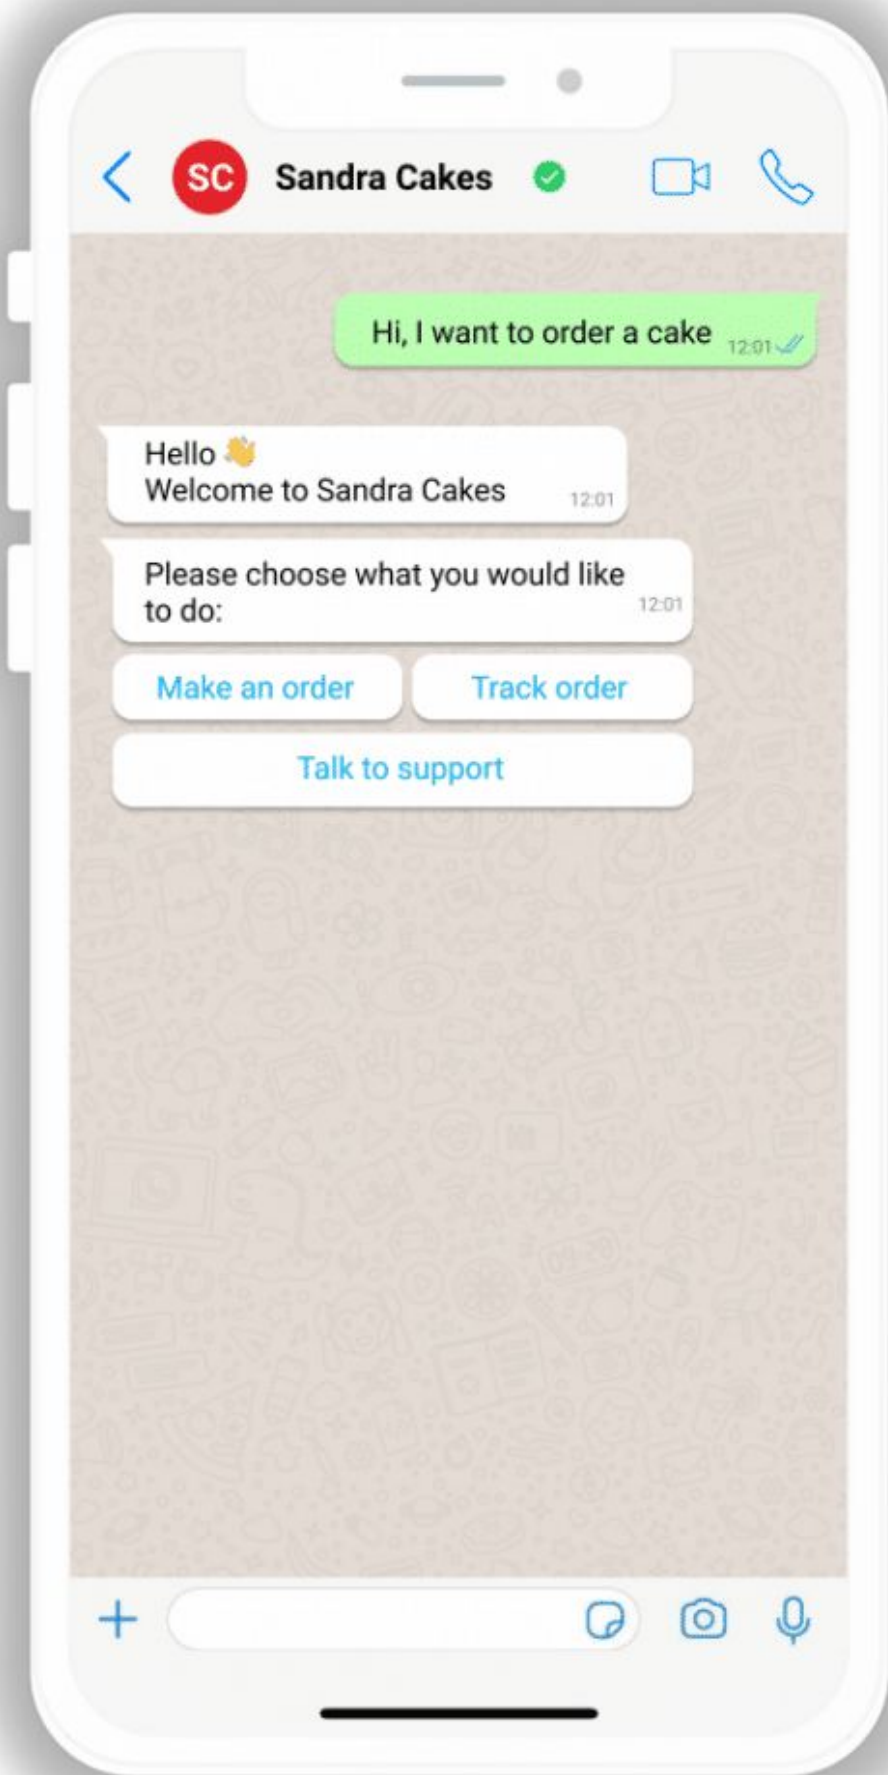 SC Sandra Cakes
Hi, I want to order a cake 12:01
Hello 👋
Welcome to Sandra Cakes 12:01
Please choose what you would like
to do: 12:01
Make an order Track order
Talk to support